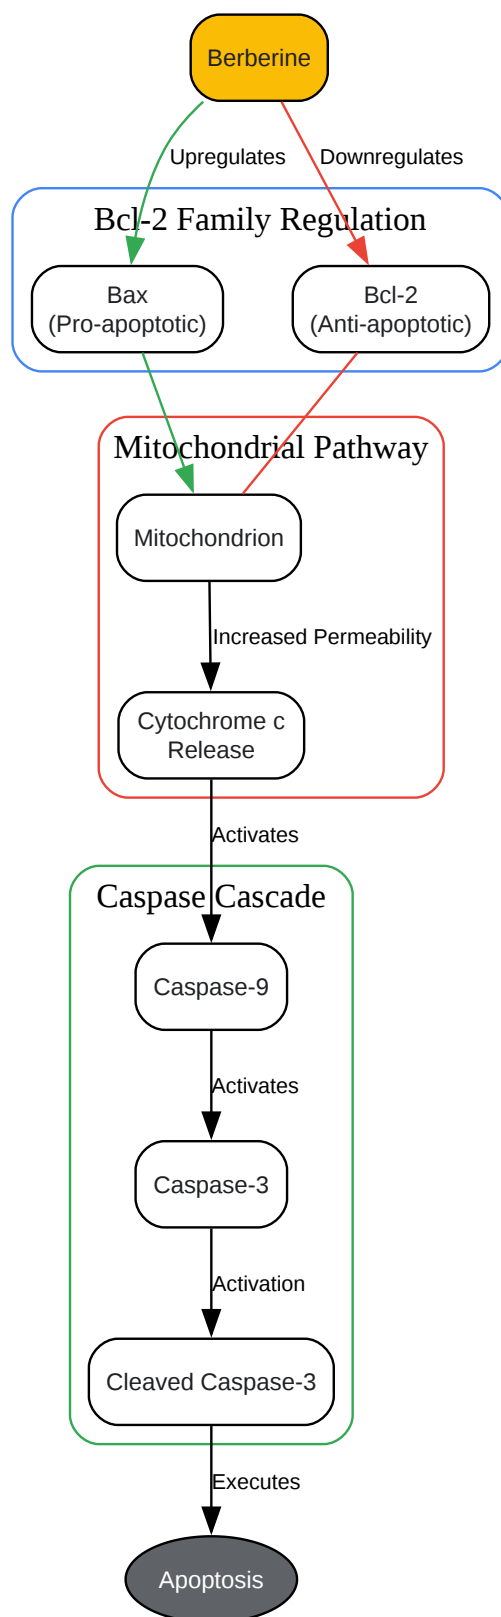 Berberine
Upregulates
Downregulates
Bcl-2 Family Regulation
Bax
(Pro-apoptotic)
Bcl-2
(Anti-apoptotic)
Mitochondrial Pathway
Mitochondrion
Increased Permeability
Cytochrome c
Release
Activates
Caspase Cascade
Caspase-9
Activates
Caspase-3
Activation
Cleaved Caspase-3
Executes
Apoptosis